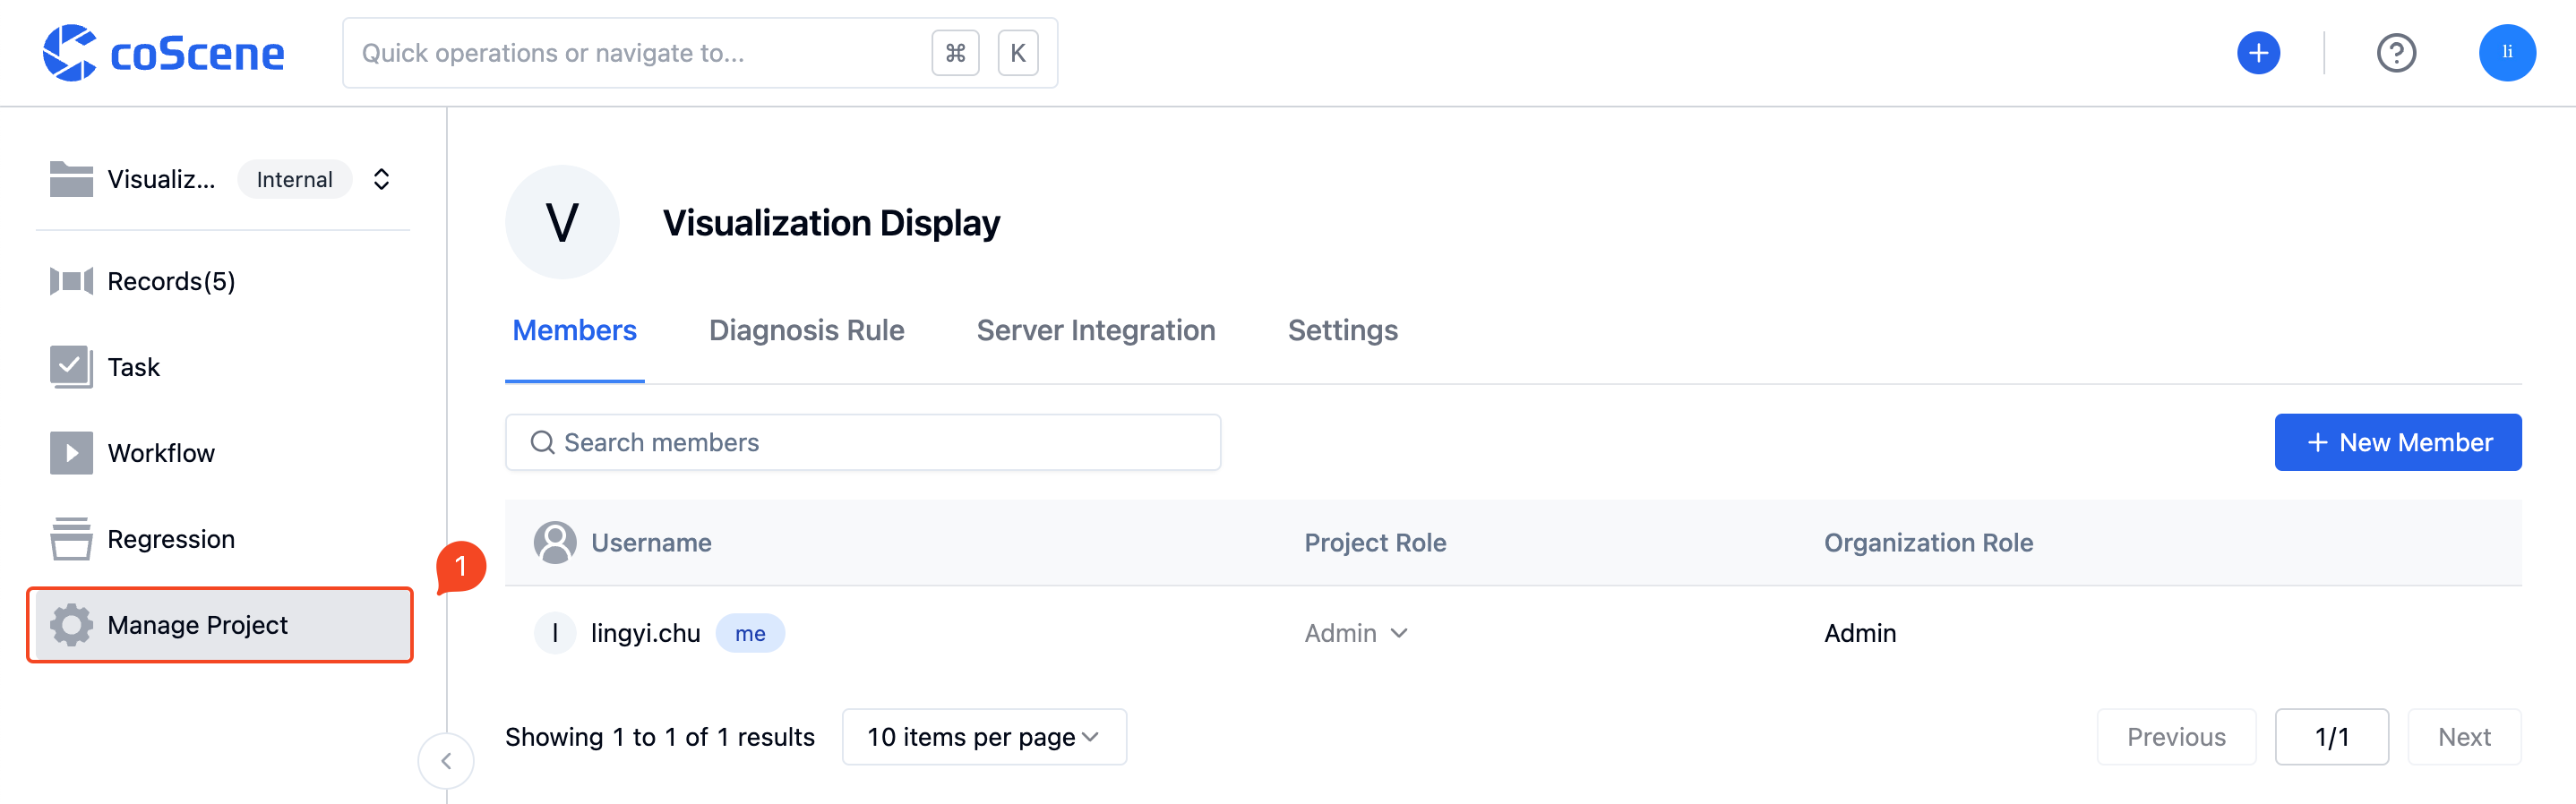 coScene
Quick operations or navigate to... ⌘ K
li
Visualiz... Internal
Records(5)
Task
Workflow
Regression
1
Manage Project
V
Visualization Display
Members Diagnosis Rule Server Integration Settings
Search members
+ New Member
Username Project Role Organization Role
l lingyi.chu me Admin Admin
Showing 1 to 1 of 1 results 10 items per page Previous 1/1 Next